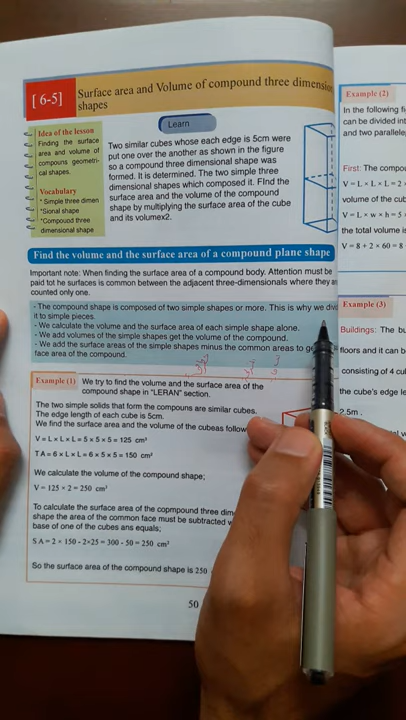 [ 6-5]
Surface area and Volume of compound three dimension
shapes
Learn
Idea of the lesson
Finding the surface
area and volume of
compouns geometri-
cal shapes.
Vocabulary
* Simple three dimen
*Sional shape
*Compouod three
dimensional shape
Two similar cubes whose each edge is 5cm were
put one over the another as shown in the figure
so a compound three dimensional shape was
formed. It is determined. The two simple three
dimensional shapes which composed it. FInd the
surface area and volume of the compound
shape by multiplying the surface area of the cube
and its volumex2.
Find the volume and the surface area of a compound plane shape
Important note: When finding the surface area of a compound body. Attention must be
paid tot he surfaces is common between the adjacent three-dimensionals where they are
counted only one.
- The compound shape is composed of two simple shapes or more. This is why we divi
it to simple pieces.
- We calculate the volume and the surface area of each simple shape alone.
- We add volumes of the simple shapes get the volume of the compound.
- We add the surface areas of the simple shapes minus the common areas to
face area of the compound.
Example (1)
We try to find the volume and the surface area of the
compound shape in "LERAN" section.
The two simple solids that form the compouns are similar cubes.
The edge length of each cube is 5cm.
We find the surface area and the volume of the cubeas follow
V = L × L × L = 5 × 5 × 5 = 125 cm³
T A = 6 × L × L = 6 × 5 × 5 = 150 cm²
We calculate the volume of the compound shape;
V = 125 × 2 = 250 cm³
To calculate the surface area of the copmpound three dim
shape the area of the common face must be subtracted
base of one of the cubes ans equals;
S A = 2 × 150 - 2×25 = 300 - 50 = 250 cm²
So the surface area of the compound shape is 250
50
Example (2)
In the following fi
can be divided int
and two parallele
First: The compou
V = L × L × L = 2
volume of the cub
V = L × w × h = 5
the total volume is
V = 8 + 2 × 60 = 8
Example (3)
Buildings: The bu
floors and it can b
consisting of 4 cul
the cube's edge le
2.5m .